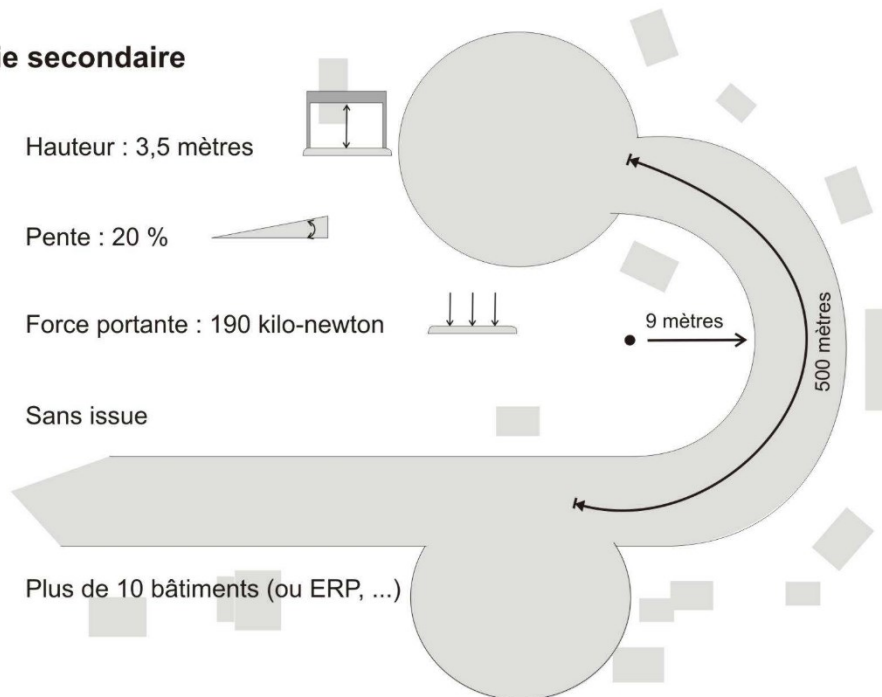 ie secondaire
Hauteur : 3,5 mètres
Pente : 20 %
Force portante : 190 kilo-newton
9 mètres
500 mètres
Sans issue
Plus de 10 bâtiments (ou ERP, ...)